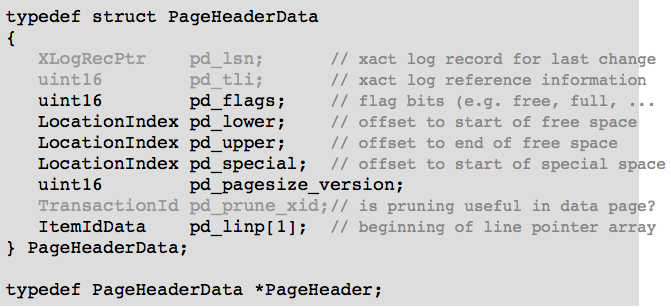 typedef struct PageHeaderData
{
XLogRecPtr pd_lsn; // xact log record for last change
uint16 pd_tli; // xact log reference information
uint16 pd_flags; // flag bits (e.g. free, full, ...
LocationIndex pd_lower; // offset to start of free space
LocationIndex pd_upper; // offset to end of free space
LocationIndex pd_special; // offset to start of special space
uint16 pd_pagesize_version;
TransactionId pd_prune_xid;// is pruning useful in data page?
ItemIdData pd_linp[1]; // beginning of line pointer array
} PageHeaderData;
typedef PageHeaderData *PageHeader;